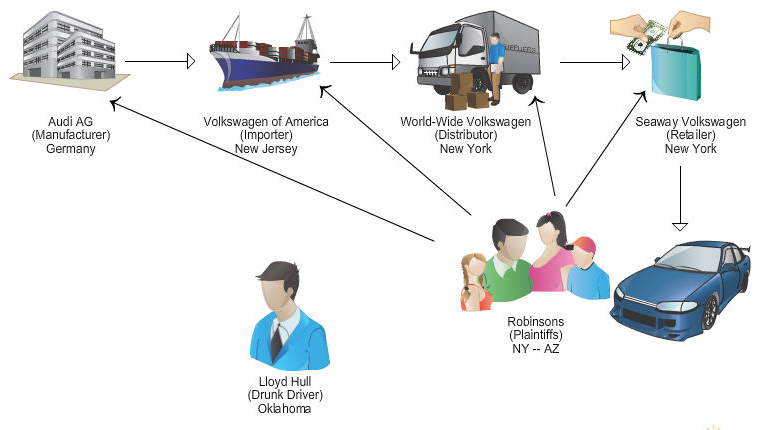 Audi AG
(Manufacturer)
Germany
Volkswagen of America
(Importer)
New Jersey
World-Wide Volkswagen
(Distributor)
New York
Seaway Volkswagen
(Retailer)
New York
Robinsons
(Plaintiffs)
NY -- AZ
Lloyd Hull
(Drunk Driver)
Oklahoma